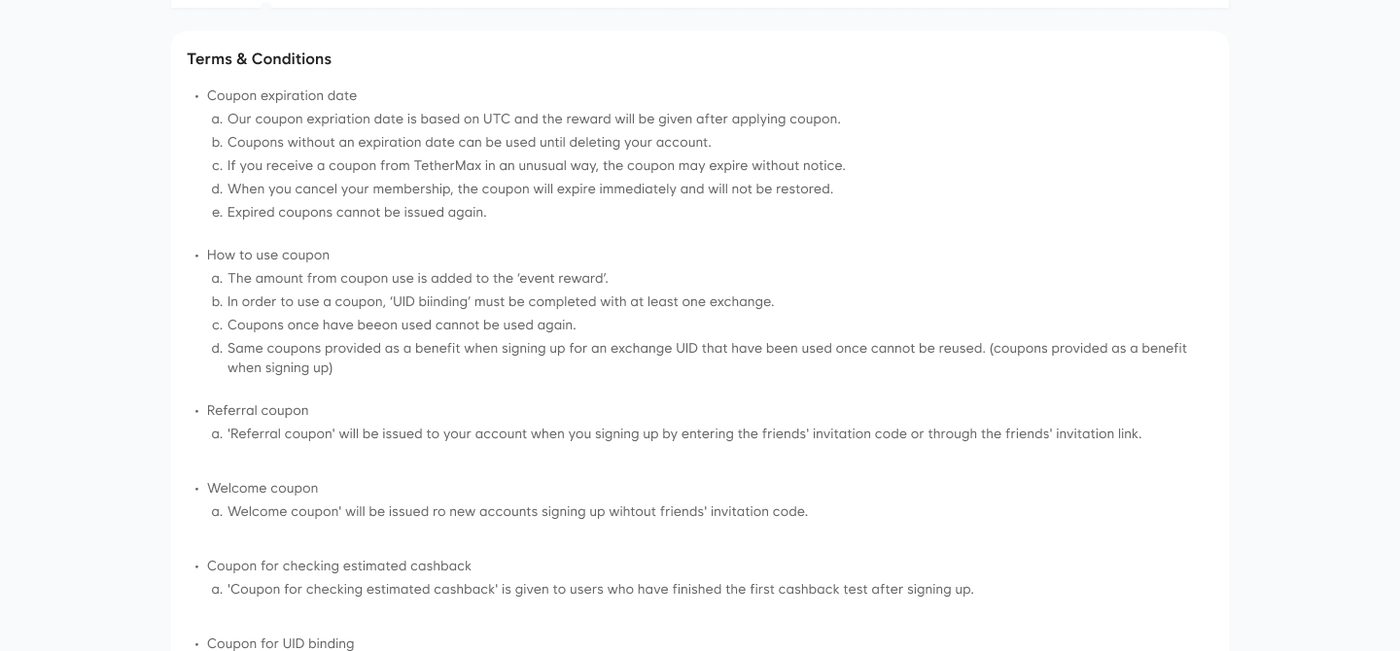 Terms & Conditions
• Coupon expiration date
a. Our coupon expriation date is based on UTC and the reward will be given after applying coupon.
b. Coupons without an expiration date can be used until deleting your account.
c. If you receive a coupon from TetherMax in an unusual way, the coupon may expire without notice.
d. When you cancel your membership, the coupon will expire immediately and will not be restored.
e. Expired coupons cannot be issued again.
• How to use coupon
a. The amount from coupon use is added to the ‘event reward’.
b. In order to use a coupon, ‘UID biinding’ must be completed with at least one exchange.
c. Coupons once have beeon used cannot be used again.
d. Same coupons provided as a benefit when signing up for an exchange UID that have been used once cannot be reused. (coupons provided as a benefit
when signing up)
• Referral coupon
a. 'Referral coupon' will be issued to your account when you signing up by entering the friends' invitation code or through the friends' invitation link.
• Welcome coupon
a. Welcome coupon' will be issued ro new accounts signing up wihtout friends' invitation code.
• Coupon for checking estimated cashback
a. 'Coupon for checking estimated cashback' is given to users who have finished the first cashback test after signing up.
• Coupon for UID binding